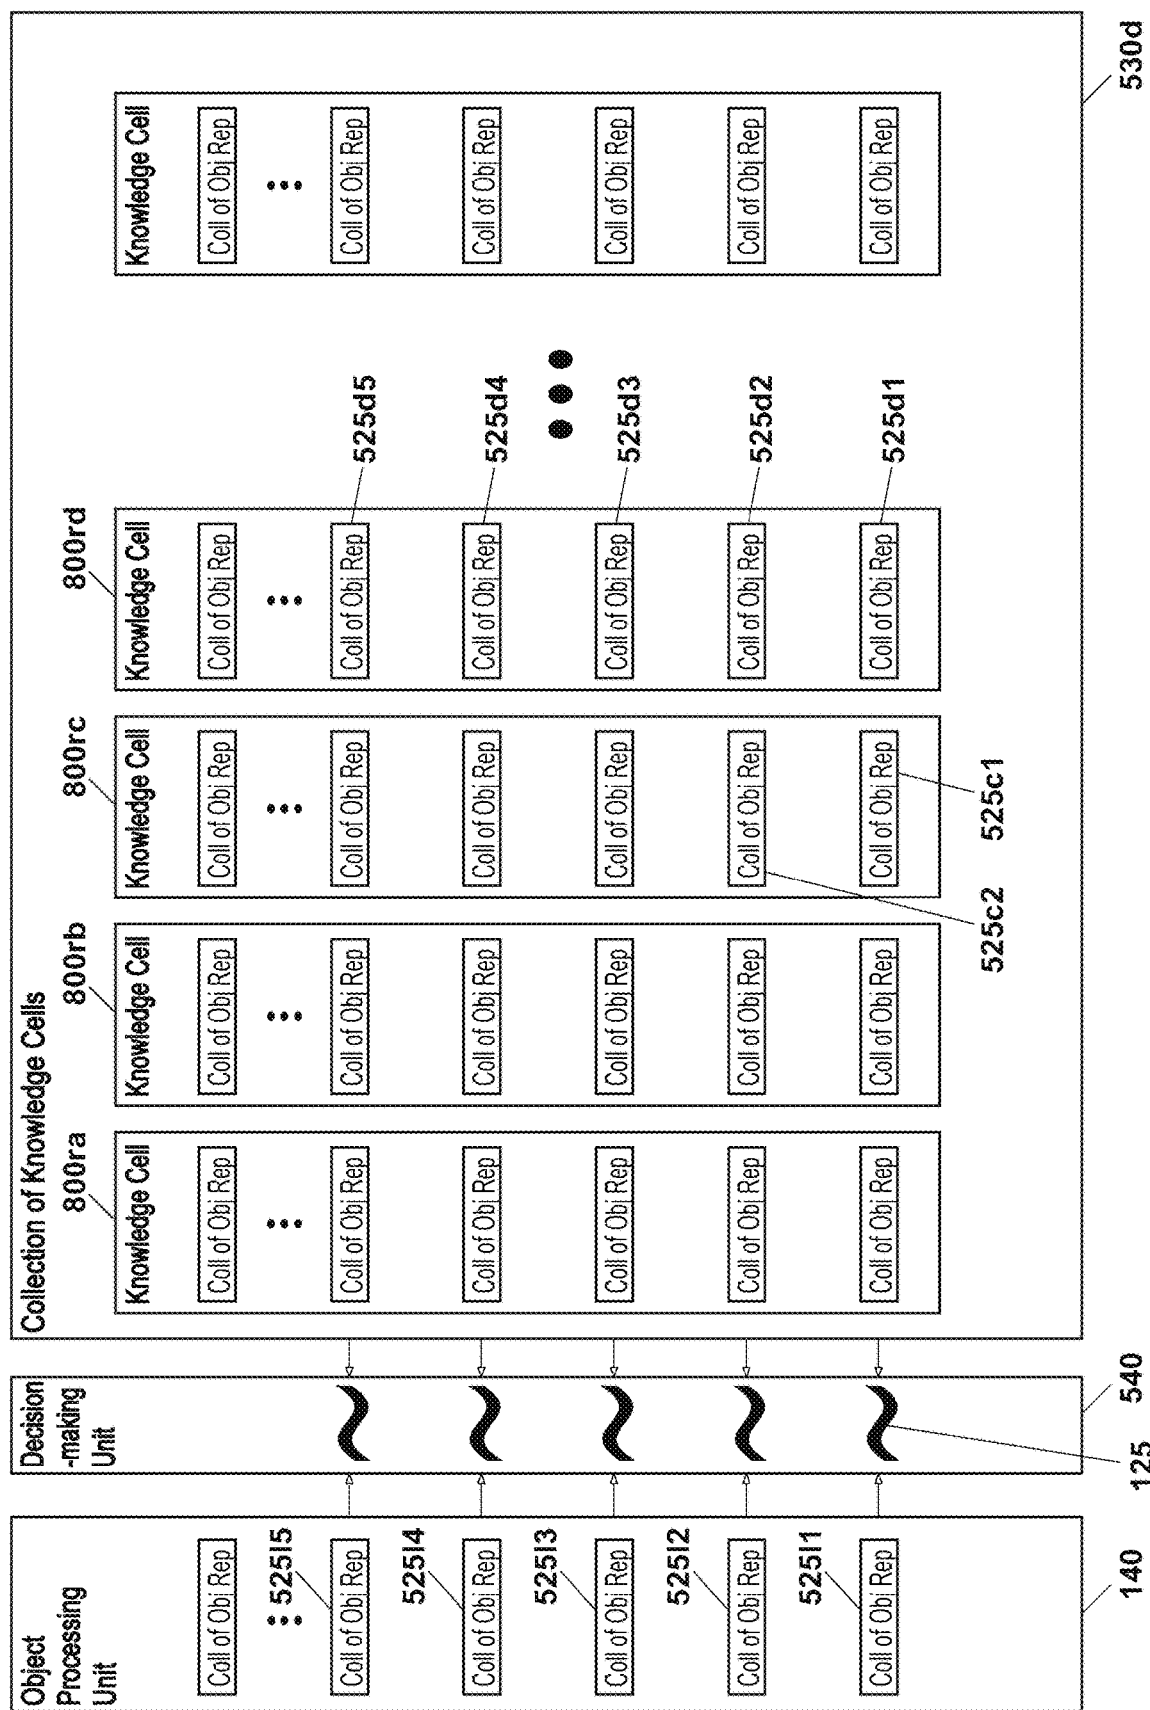 Object
Processing
Unit
Coll of Obj Rep
525l5
Coll of Obj Rep
525l4
Coll of Obj Rep
525l3
Coll of Obj Rep
525l2
Coll of Obj Rep
525l1
Coll of Obj Rep
140
Decision
-making
Unit
125
540
Collection of Knowledge Cells
800ra
Knowledge Cell
Coll of Obj Rep
Coll of Obj Rep
Coll of Obj Rep
Coll of Obj Rep
Coll of Obj Rep
Coll of Obj Rep
800rb
Knowledge Cell
Coll of Obj Rep
Coll of Obj Rep
Coll of Obj Rep
Coll of Obj Rep
Coll of Obj Rep
Coll of Obj Rep
800rc
Knowledge Cell
Coll of Obj Rep
Coll of Obj Rep
Coll of Obj Rep
Coll of Obj Rep
Coll of Obj Rep
Coll of Obj Rep
525c2
525c1
800rd
Knowledge Cell
Coll of Obj Rep
Coll of Obj Rep
525d5
Coll of Obj Rep
525d4
Coll of Obj Rep
525d3
Coll of Obj Rep
525d2
Coll of Obj Rep
525d1
Knowledge Cell
Coll of Obj Rep
Coll of Obj Rep
Coll of Obj Rep
Coll of Obj Rep
Coll of Obj Rep
Coll of Obj Rep
530d